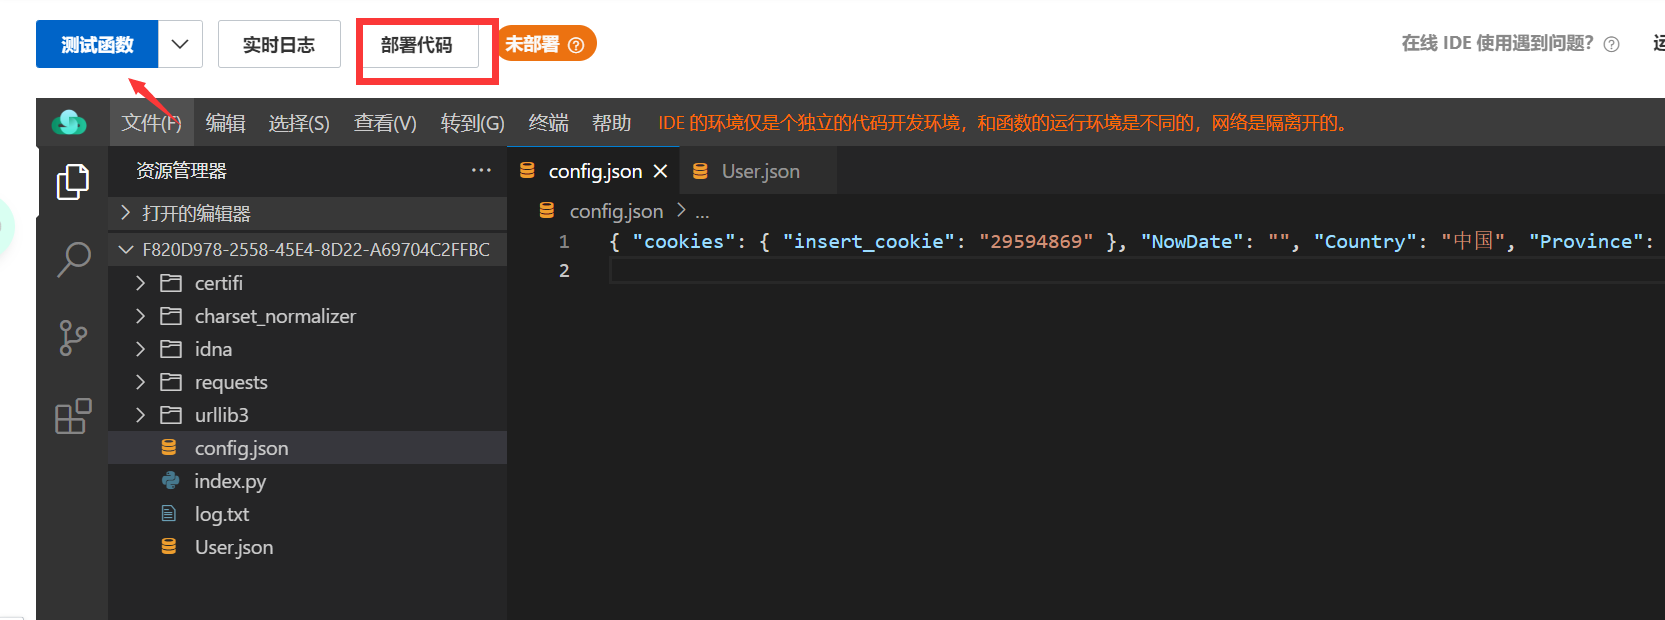 测试函数 实时日志 部署代码 未部署 在线 IDE 使用遇到问题?
文件(F) 编辑 选择(S) 查看(V) 转到(G) 终端 帮助 IDE 的环境仅是个独立的代码开发环境，和函数的运行环境是不同的，网络是隔离开的。
资源管理器 ···
config.json User.json
打开的编辑器
config.json > ...
F820D978-2558-45E4-8D22-A69704C2FFBC
1 { "cookies": { "insert_cookie": "29594869" }, "NowDate": "", "Country": "中国", "Province":
2
certifi
charset_normalizer
idna
requests
urllib3
config.json
index.py
log.txt
User.json